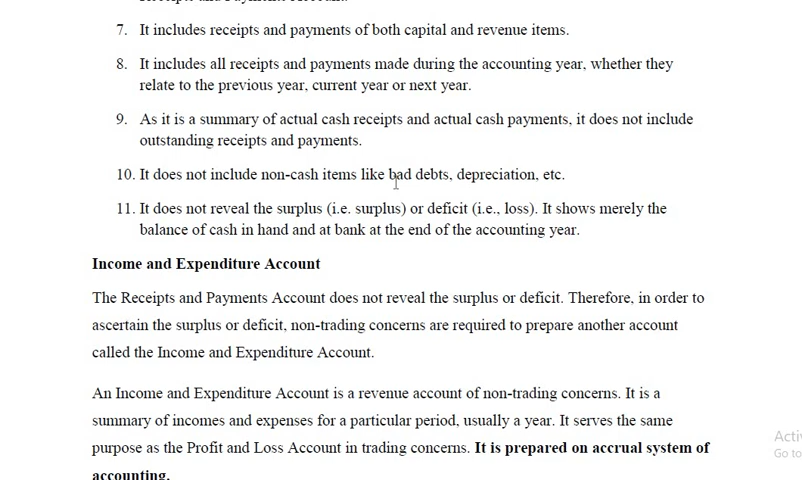 7. It includes receipts and payments of both capital and revenue items.
8. It includes all receipts and payments made during the accounting year, whether they
relate to the previous year, current year or next year.
9. As it is a summary of actual cash receipts and actual cash payments, it does not include
outstanding receipts and payments.
10. It does not include non-cash items like bad debts, depreciation, etc.
11. It does not reveal the surplus (i.e. surplus) or deficit (i.e., loss). It shows merely the
balance of cash in hand and at bank at the end of the accounting year.
Income and Expenditure Account
The Receipts and Payments Account does not reveal the surplus or deficit. Therefore, in order to
ascertain the surplus or deficit, non-trading concerns are required to prepare another account
called the Income and Expenditure Account.
An Income and Expenditure Account is a revenue account of non-trading concerns. It is a
summary of incomes and expenses for a particular period, usually a year. It serves the same
purpose as the Profit and Loss Account in trading concerns. It is prepared on accrual system of
accounting.
Go to